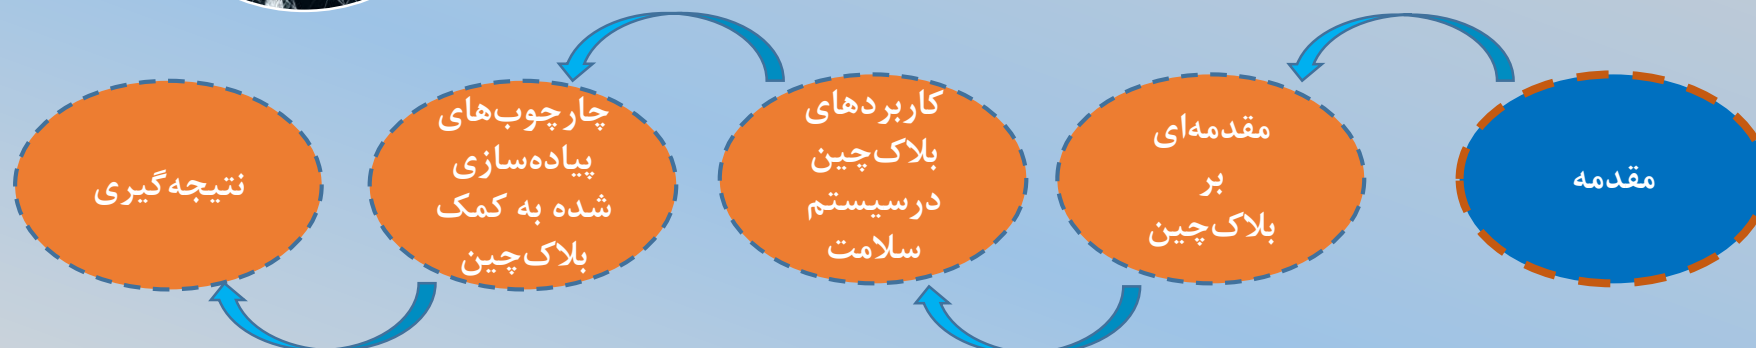 مقدمه
مقدمه‌ای
بر
بلاک‌چین
کاربردهای
بلاک‌چین
درسیستم
سلامت
چارچوب‌های
پیاده‌سازی
شده به کمک
بلاک‌چین
نتیجه‌گیری